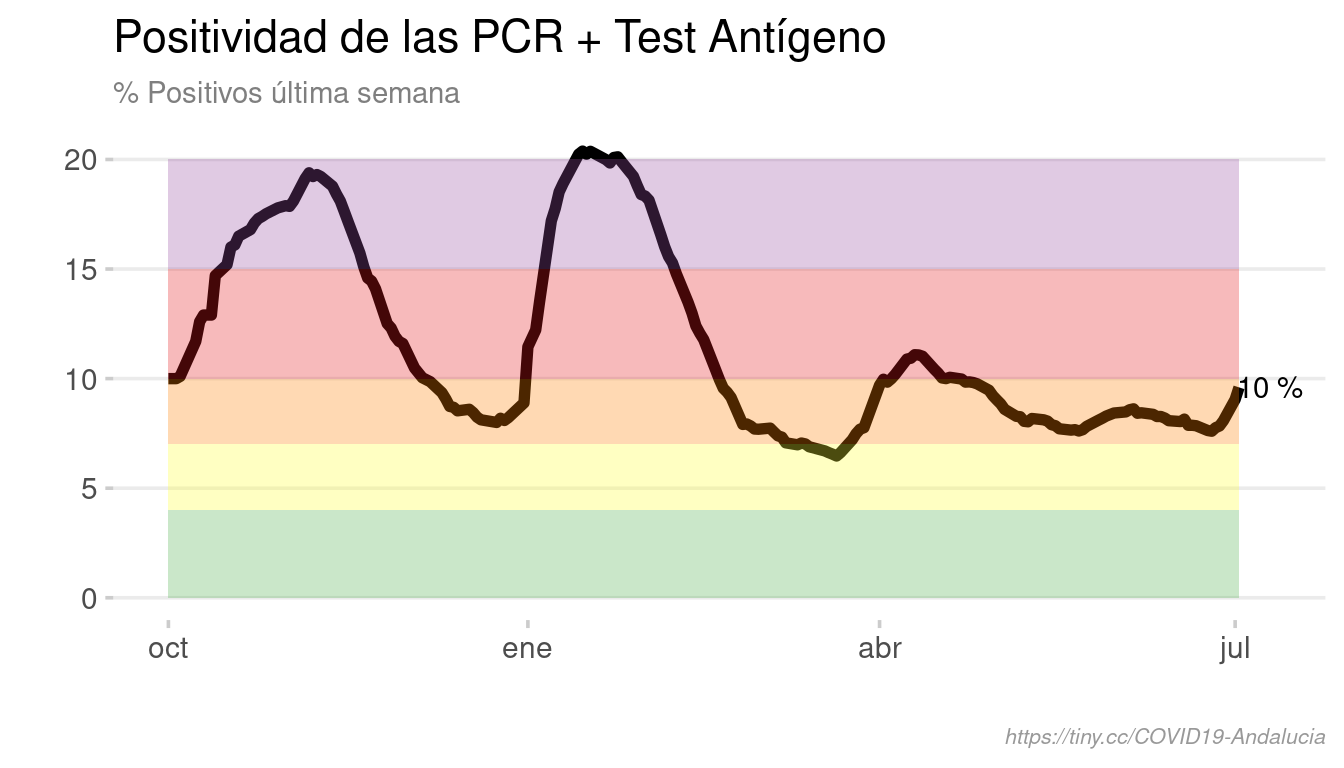 Positividad de las PCR + Test Antígeno
% Positivos última semana
20
15
10
10 %
5
0
oct ene abr jul
https://tiny.cc/COVID19-Andalucia